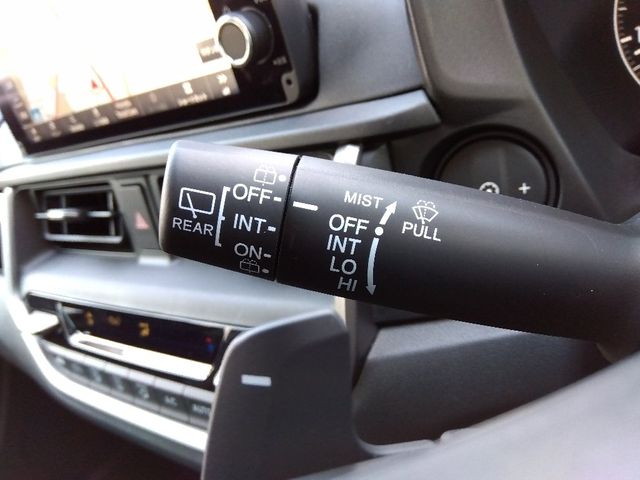 REAR
OFF
INT
ON
MIST
OFF
INT
LO
HI
PULL